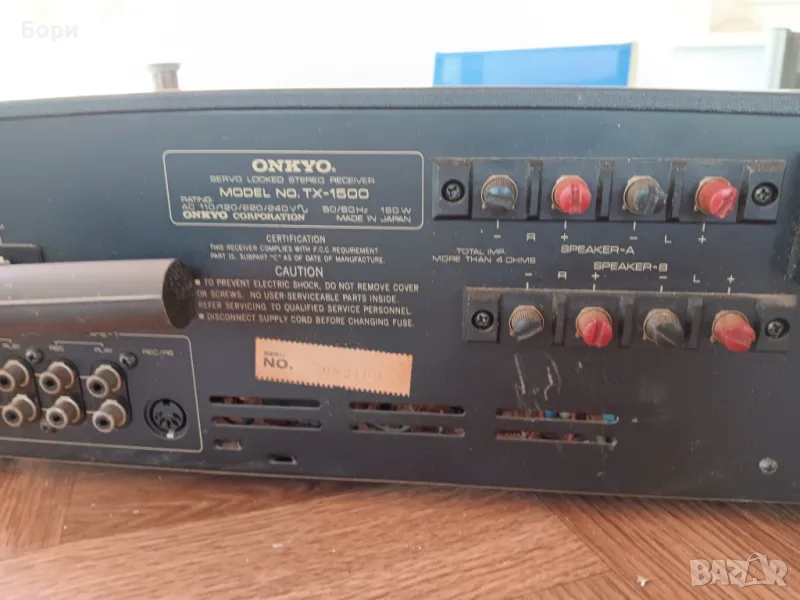 Бори
ONKYO.
SERVO LOCKED STEREO RECEIVER
MODEL NO. TX-1500
RATING:
AC 110/120/220/240V 50/60Hz 150W
ONKYO CORPORATION MADE IN JAPAN
CERTIFICATION
THIS RECEIVER COMPLIES WITH F.C.C. REQUIREMENT
PART 15, SUBPART "C" AS OF DATE OF MANUFACTURE.
CAUTION
■ TO PREVENT ELECTRIC SHOCK, DO NOT REMOVE COVER
OR SCREWS. NO USER-SERVICEABLE PARTS INSIDE.
REFER SERVICING TO QUALIFIED SERVICE PERSONNEL.
■ DISCONNECT SUPPLY CORD BEFORE CHANGING FUSE.
- R + - L +
TOTAL IMP. SPEAKER-A
MORE THAN 4 OHMS SPEAKER-B
- R + - L +
PLAY REC PLAY REC/PB
SERIAL
NO.
BAZAR